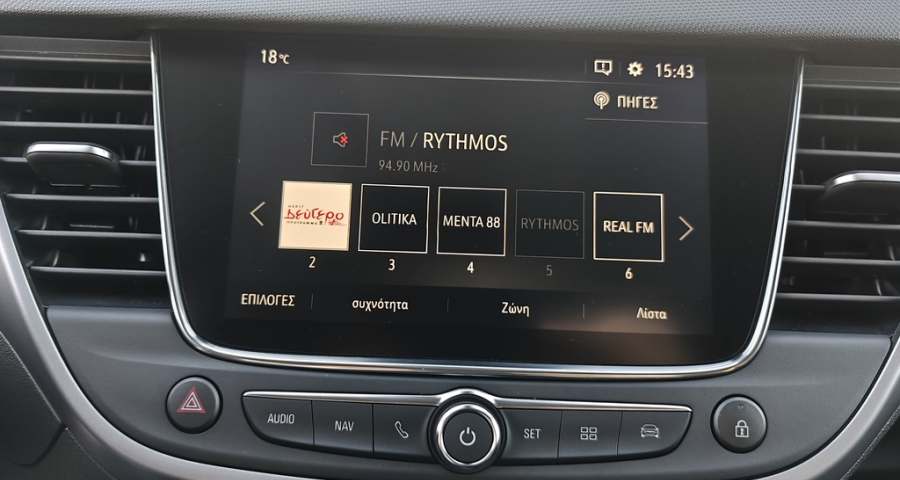 18°C
15:43
ΠΗΓΕΣ
FM / RYTHMOS
94.90 MHz
Δεύτερο
OLITIKA
MENTA 88
RYTHMOS
REAL FM
2
3
4
5
6
ΕΠΙΛΟΓΕΣ
συχνότητα
Ζώνη
Λίστα
AUDIO
NAV
SET